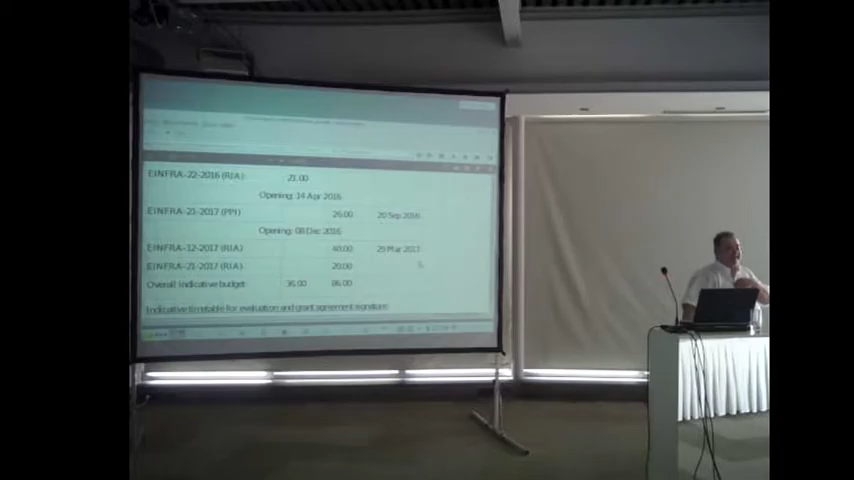 EINFRA-22-2016 (RIA) 21.00
Opening: 14 Apr 2016
EINFRA-21-2017 (PPI) 26.00 20 Sep 2016
Opening: 08 Dec 2016
EINFRA-12-2017 (RIA) 40.00 29 Mar 2017
EINFRA-21-2017 (RIA) 20.00
Overall indicative budget 36.00 86.00
Indicative timetable for evaluation and grant agreement signature: